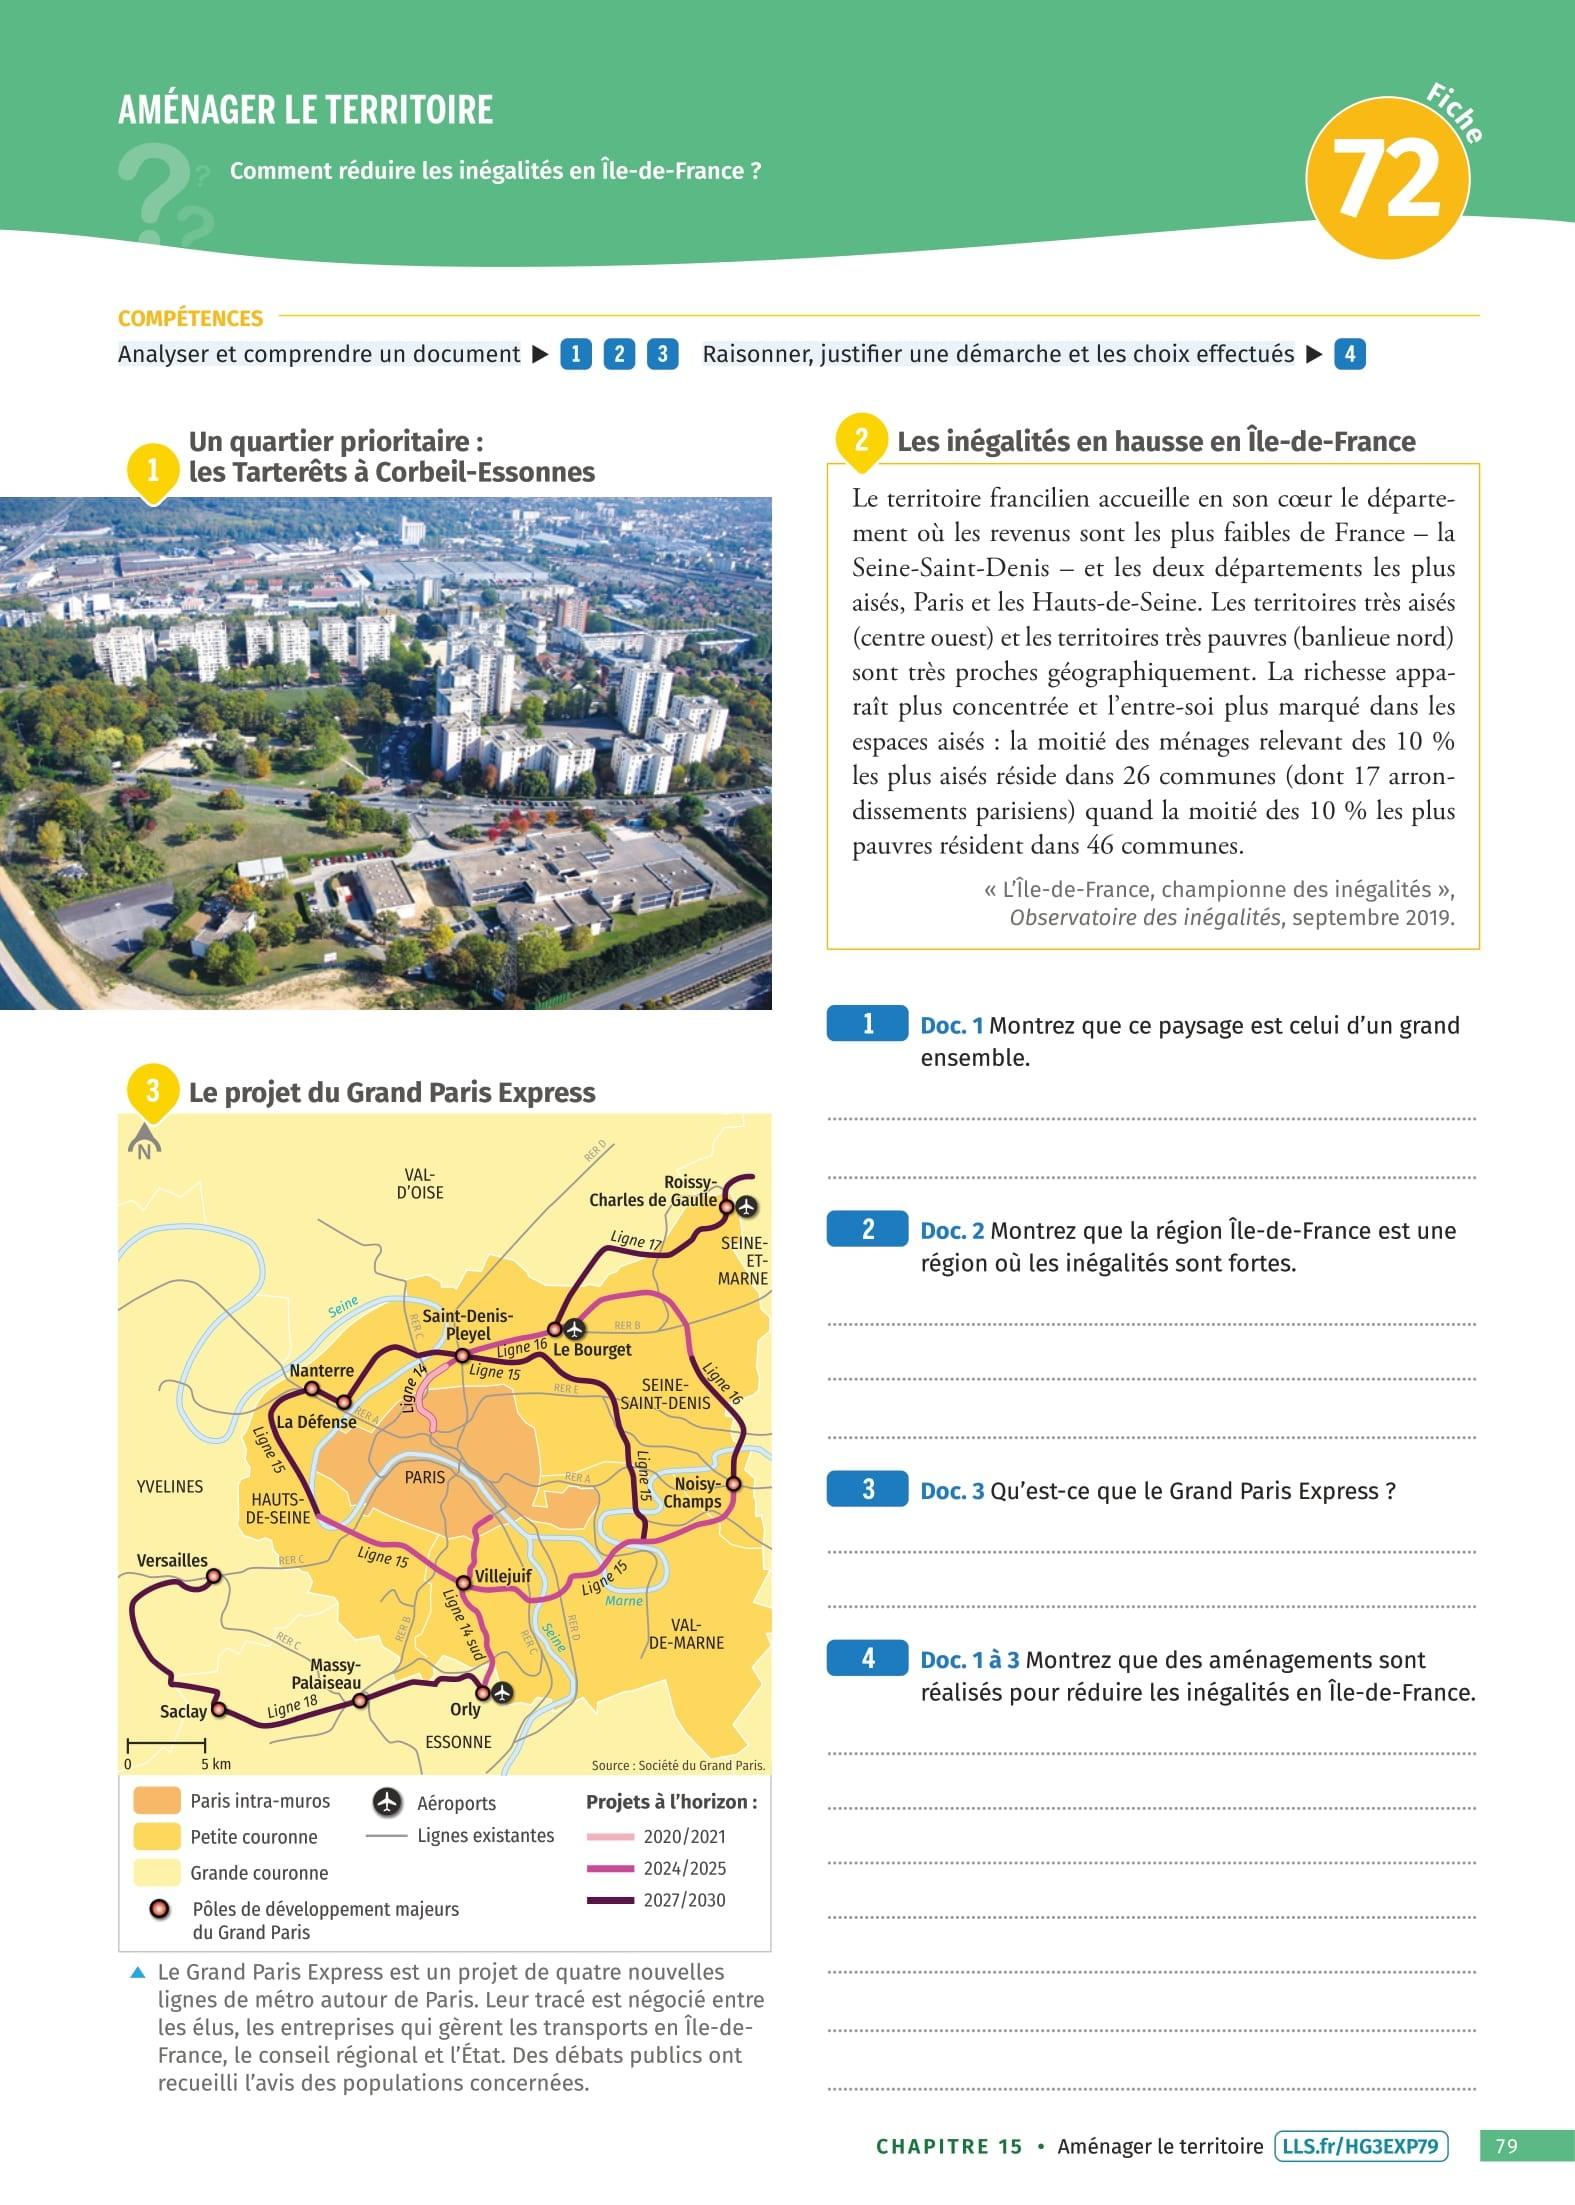 AMÉNAGER LE TERRITOIRE
Comment réduire les inégalités en Île-de-France ?
Fiche
72
COMPÉTENCES
Analyser et comprendre un document ▶ 1 2 3 Raisonner, justifier une démarche et les choix effectués ▶ 4
1
Un quartier prioritaire :
les Tarterêts à Corbeil-Essonnes
2 Les inégalités en hausse en Île-de-France
Le territoire francilien accueille en son cœur le départe-
ment où les revenus sont les plus faibles de France – la
Seine-Saint-Denis – et les deux départements les plus
aisés, Paris et les Hauts-de-Seine. Les territoires très aisés
(centre ouest) et les territoires très pauvres (banlieue nord)
sont très proches géographiquement. La richesse appa-
raît plus concentrée et l’entre-soi plus marqué dans les
espaces aisés : la moitié des ménages relevant des 10 %
les plus aisés réside dans 26 communes (dont 17 arron-
dissements parisiens) quand la moitié des 10 % les plus
pauvres résident dans 46 communes.
« L’Île-de-France, championne des inégalités »,
Observatoire des inégalités, septembre 2019.
3 Le projet du Grand Paris Express
N
RER D
VAL-
D’OISE
Roissy-
Charles de Gaulle
Ligne 17
SEINE-
ET-
MARNE
Seine
RER C
Saint-Denis-
Pleyel
RER B
Ligne 16
Le Bourget
Ligne 15
Ligne 14
Nanterre
RER E
SEINE-
SAINT-DENIS
Ligne 16
RER A
La Défense
Ligne 15
Ligne 15
YVELINES
PARIS
RER A
Noisy-
Champs
HAUTS-
DE-SEINE
Versailles
RER C
Ligne 15
Villejuif
Ligne 15
Marne
Ligne 14 sud
RER B
RER C
RER C
Seine
RER D
VAL-
DE-MARNE
Massy-
Palaiseau
Saclay
Ligne 18
Orly
ESSONNE
0 5 km
Source : Société du Grand Paris.
Paris intra-muros
Petite couronne
Grande couronne
Pôles de développement majeurs
du Grand Paris
Aéroports
Lignes existantes
Projets à l’horizon :
2020/2021
2024/2025
2027/2030
▲ Le Grand Paris Express est un projet de quatre nouvelles
lignes de métro autour de Paris. Leur tracé est négocié entre
les élus, les entreprises qui gèrent les transports en Île-de-
France, le conseil régional et l’État. Des débats publics ont
recueilli l’avis des populations concernées.
1 Doc. 1 Montrez que ce paysage est celui d’un grand
ensemble.
2 Doc. 2 Montrez que la région Île-de-France est une
région où les inégalités sont fortes.
3 Doc. 3 Qu’est-ce que le Grand Paris Express ?
4 Doc. 1 à 3 Montrez que des aménagements sont
réalisés pour réduire les inégalités en Île-de-France.
CHAPITRE 15 • Aménager le territoire LLS.fr/HG3EXP79 79